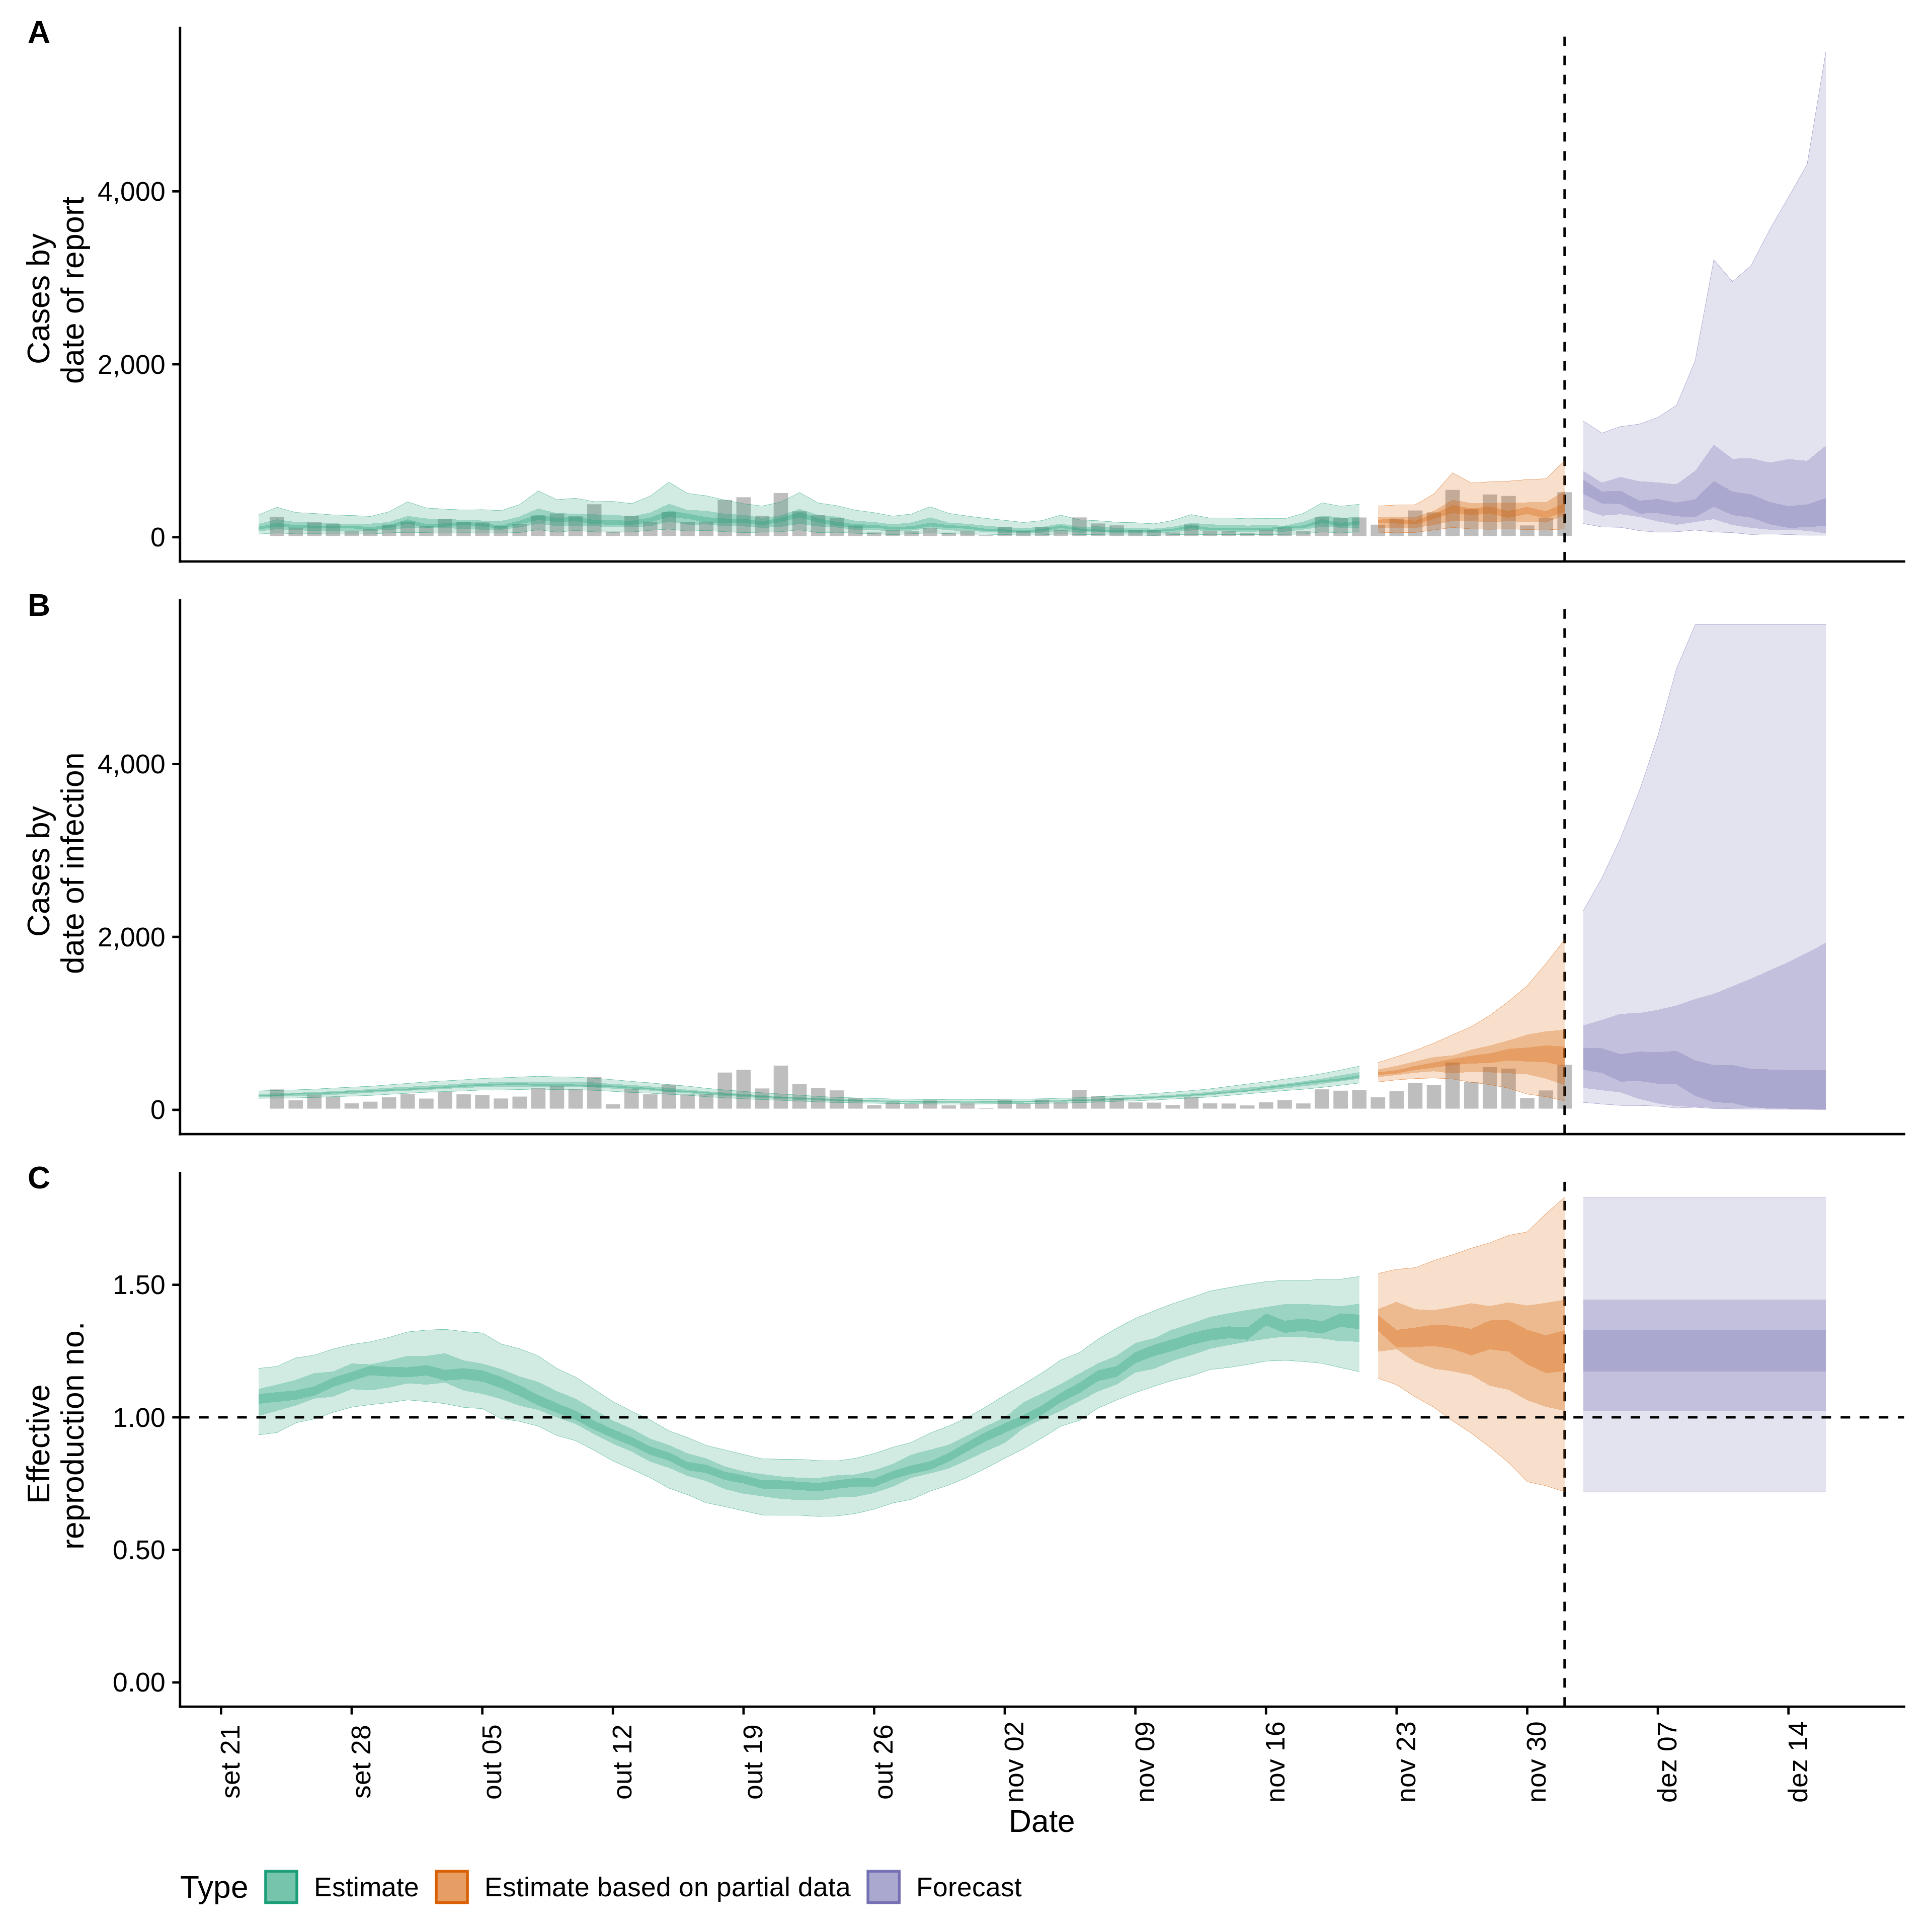 A
Cases by
date of report
4,000
2,000
0
B
Cases by
date of infection
4,000
2,000
0
C
Effective
reproduction no.
1.50
1.00
0.50
0.00
set 21
set 28
out 05
out 12
out 19
out 26
nov 02
nov 09
nov 16
nov 23
nov 30
dez 07
dez 14
Date
Type Estimate Estimate based on partial data Forecast